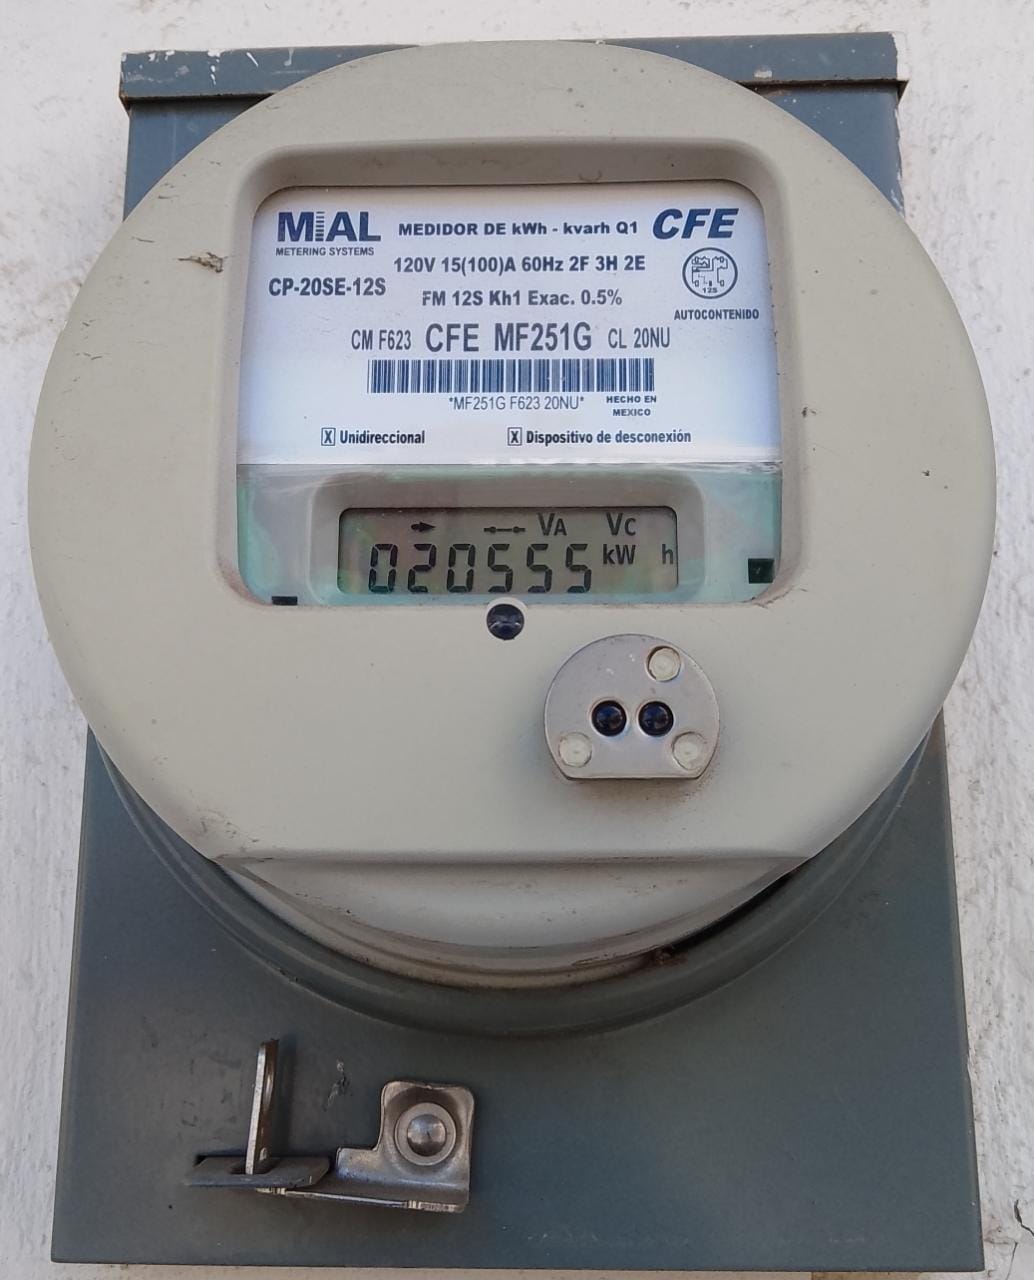 MIAL MEDIDOR DE kWh - kvarh Q1 CFE
METERING SYSTEMS
120V 15(100)A 60Hz 2F 3H 2E
CP-20SE-12S
FM 12S Kh1 Exac. 0.5%
12S
AUTOCONTENIDO
CM F623 CFE MF251G CL 20NU
*MF251G F623 20NU* HECHO EN
MEXICO
X Unidireccional X Dispositivo de desconexión
VA VC
020555 kW h